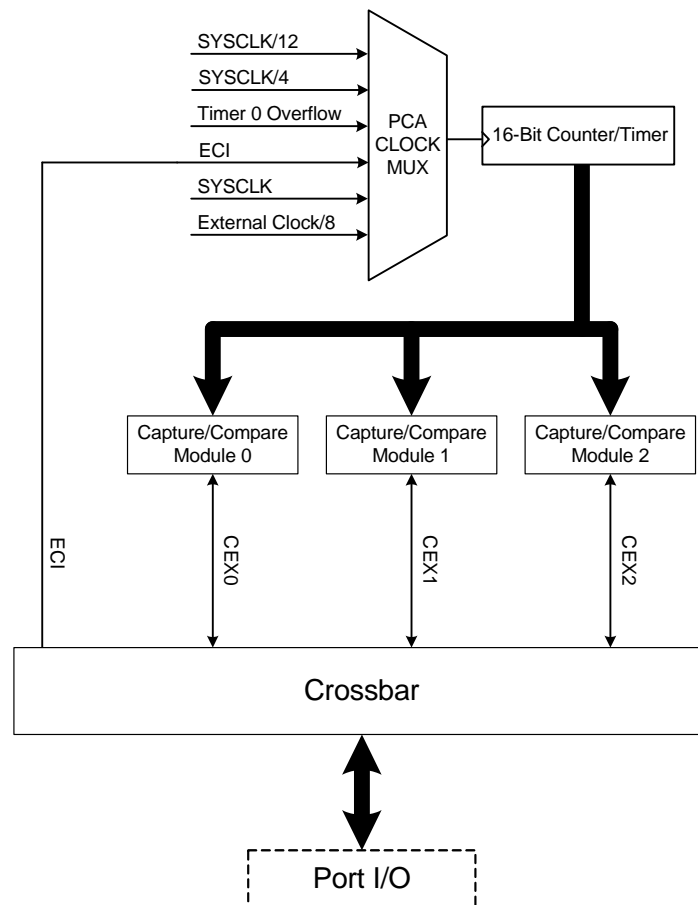 SYSCLK/12
SYSCLK/4
Timer 0 Overflow
ECI
SYSCLK
External Clock/8
PCA
CLOCK
MUX
16-Bit Counter/Timer
Capture/Compare
Module 0
Capture/Compare
Module 1
Capture/Compare
Module 2
ECI
CEX0
CEX1
CEX2
Crossbar
Port I/O